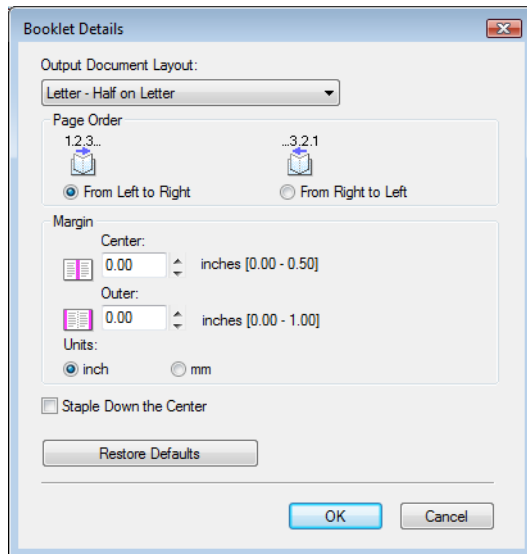 Booklet Details
Output Document Layout:
Letter - Half on Letter
Page Order
1.2,3... ...3,2.1
From Left to Right From Right to Left
Margin
Center:
0.00 inches [0.00 - 0.50]
Outer:
0.00 inches [0.00 - 1.00]
Units:
inch mm
Staple Down the Center
Restore Defaults
OK Cancel